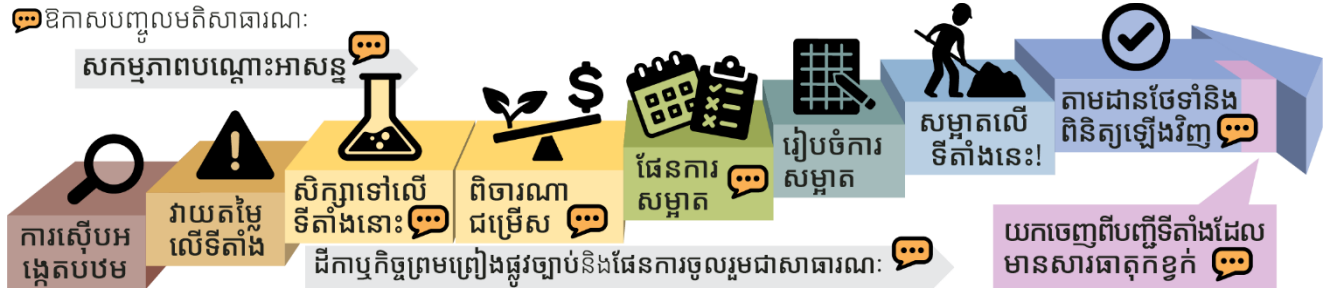 ឱកាសបញ្ចូលមតិសាធារណៈ
សកម្មភាពបណ្តោះអាសន្ន
ការស៊ើបអ
ង្កេតបឋម
វាយតម្លៃ
លើទីតាំង
សិក្សាទៅលើ
ទីតាំងនោះ
ពិចារណា
ជម្រើស
ផែនការ
សម្អាត
រៀបចំការ
សម្អាត
សម្អាតលើ
ទីតាំងនេះ!
តាមដានថែទាំនិង
ពិនិត្យឡើងវិញ
ដីកាឬកិច្ចព្រមព្រៀងផ្លូវច្បាប់និងផែនការចូលរួមជាសាធារណៈ
យកចេញពីបញ្ជីទីតាំងដែល
មានសារធាតុកខ្វក់